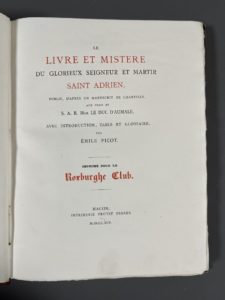 LE
LIVRE ET MISTERE
DU GLORIEUX SEIGNEUR ET MARTIR
SAINT ADRIEN,
PUBLIÉ, D'APRÈS UN MANUSCRIT DE CHANTILLY,
AUX FRAIS DE
S. A. R. MGR LE DUC D'AUMALE,
AVEC INTRODUCTION, TABLE ET GLOSSAIRE,
PAR
ÉMILE PICOT.
IMPRIMÉ POUR LE
Roxburghe Club.
MACON,
IMPRIMERIE PROTAT FRÈRES